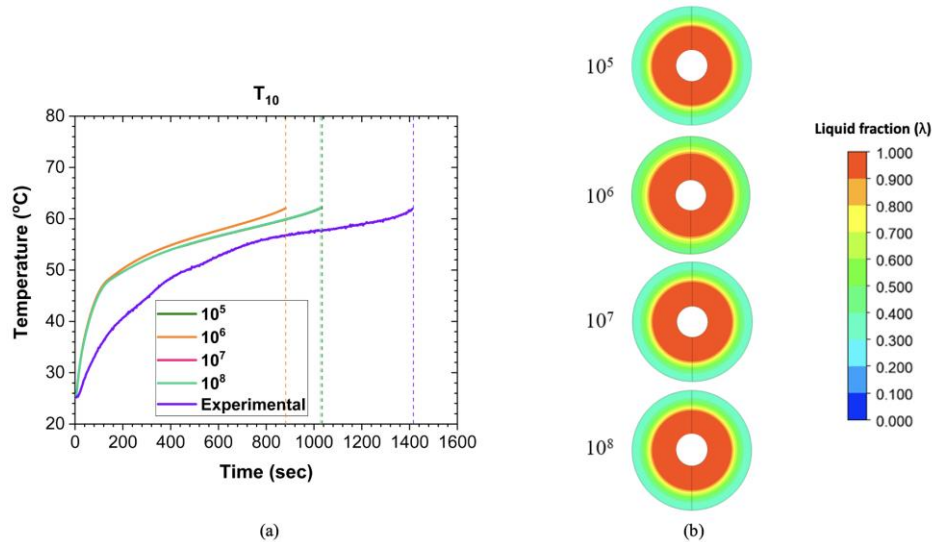 (a)
(b)
T₁₀
Temperature (°C)
80
70
60
50
40
30
20
10⁵
10⁶
10⁷
10⁸
Experimental
0 200 400 600 800 1000 1200 1400 1600
Time (sec)
10⁵
10⁶
10⁷
10⁸
Liquid fraction (λ)
1.000
0.900
0.800
0.700
0.600
0.500
0.400
0.300
0.200
0.100
0.000
(a)
(b)